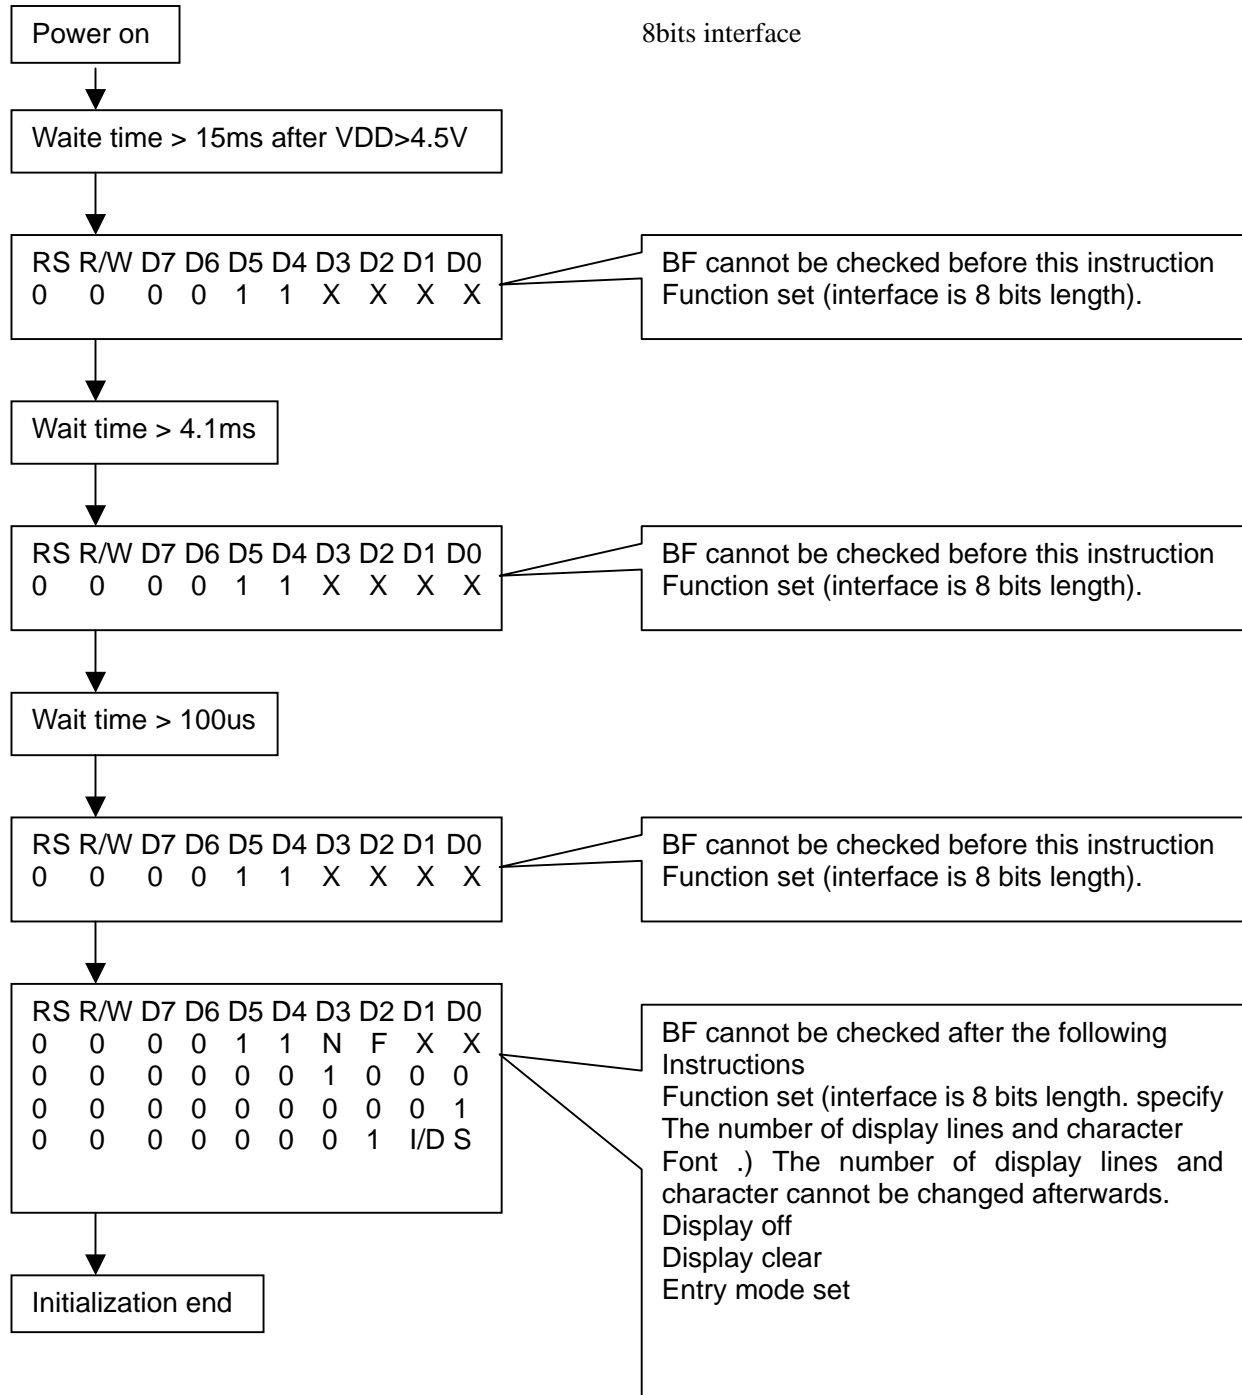 Power on
8bits interface
Waite time > 15ms after VDD>4.5V
RS R/W D7 D6 D5 D4 D3 D2 D1 D0
0 0 0 0 1 1 X X X X
BF cannot be checked before this instruction
Function set (interface is 8 bits length).
Wait time > 4.1ms
RS R/W D7 D6 D5 D4 D3 D2 D1 D0
0 0 0 0 1 1 X X X X
BF cannot be checked before this instruction
Function set (interface is 8 bits length).
Wait time > 100us
RS R/W D7 D6 D5 D4 D3 D2 D1 D0
0 0 0 0 1 1 X X X X
BF cannot be checked before this instruction
Function set (interface is 8 bits length).
RS R/W D7 D6 D5 D4 D3 D2 D1 D0
0 0 0 0 1 1 N F X X
0 0 0 0 0 0 1 0 0 0
0 0 0 0 0 0 0 0 0 1
0 0 0 0 0 0 0 1 I/D S
BF cannot be checked after the following
Instructions
Function set (interface is 8 bits length. specify
The number of display lines and character
Font .) The number of display lines and
character cannot be changed afterwards.
Display off
Display clear
Entry mode set
Initialization end